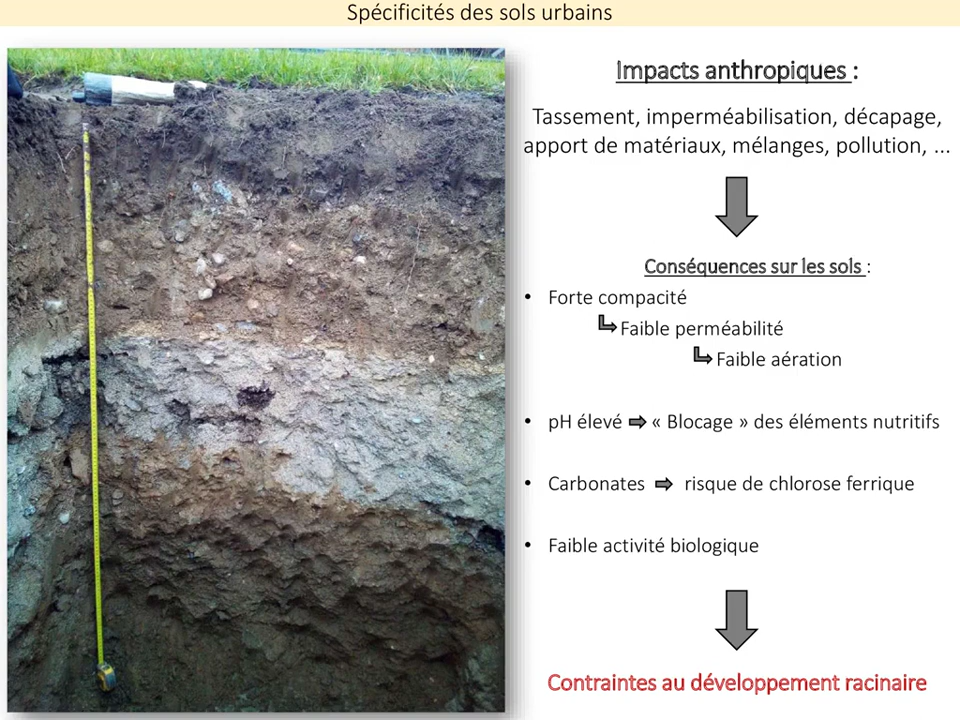 Spécificités des sols urbains
Impacts anthropiques :
Tassement, imperméabilisation, décapage,
apport de matériaux, mélanges, pollution, ...
Conséquences sur les sols :
• Forte compacité
Faible perméabilité
Faible aération
• pH élevé ➡ « Blocage » des éléments nutritifs
• Carbonates ➡ risque de chlorose ferrique
• Faible activité biologique
Contraintes au développement racinaire